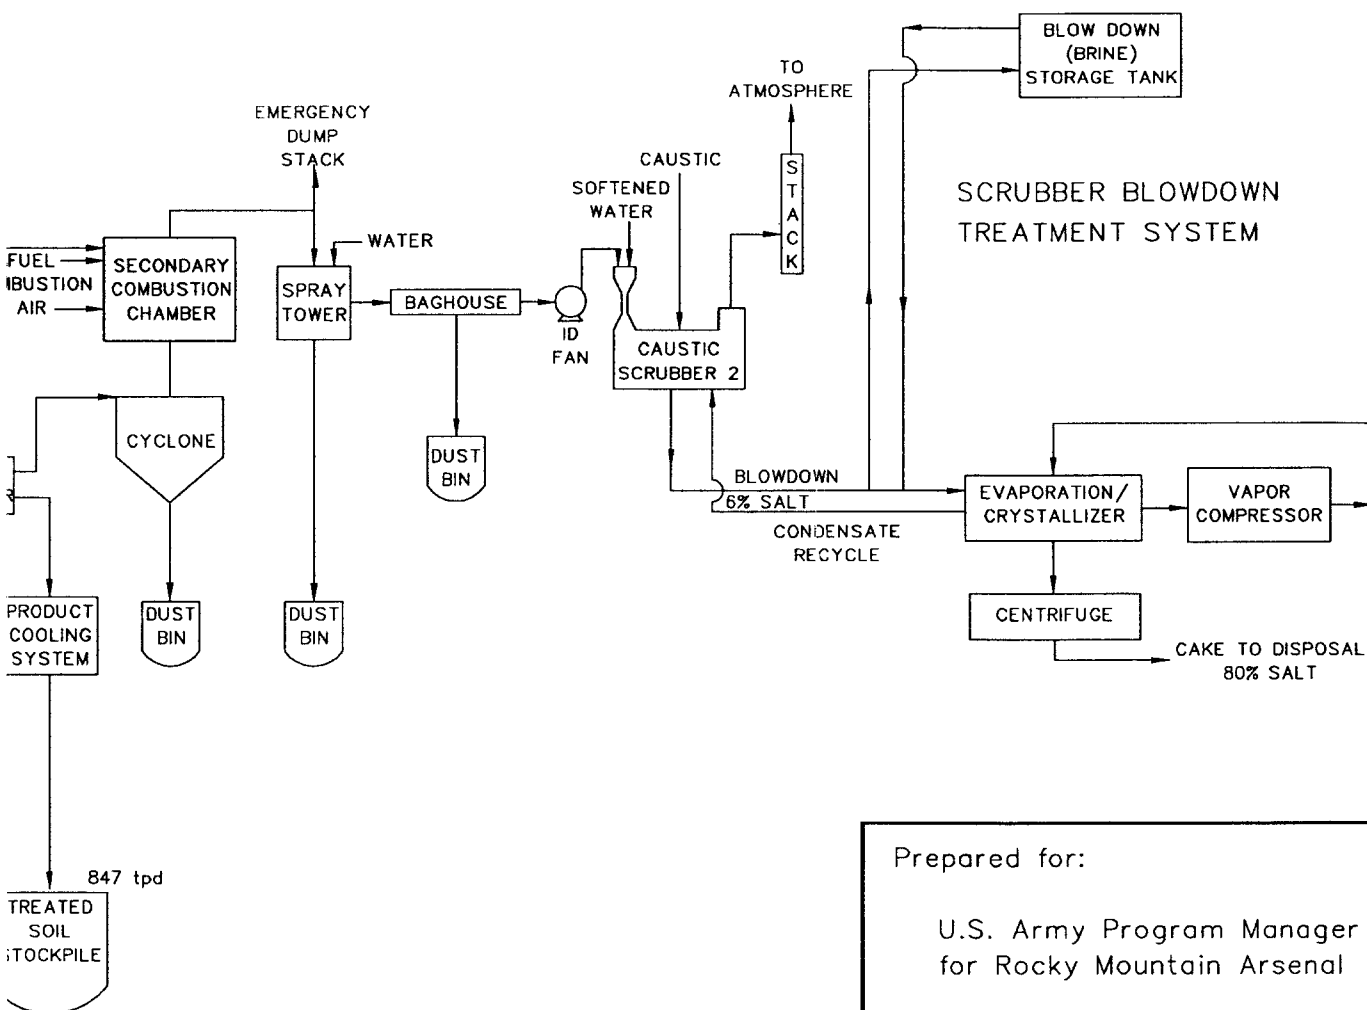 BLOW DOWN
(BRINE)
STORAGE TANK
TO
ATMOSPHERE
EMERGENCY
DUMP
STACK
CAUSTIC
SOFTENED
WATER
STACK
SCRUBBER BLOWDOWN
TREATMENT SYSTEM
WATER
FUEL
MBUSTION
AIR
SECONDARY
COMBUSTION
CHAMBER
SPRAY
TOWER
BAGHOUSE
ID
FAN
CAUSTIC
SCRUBBER 2
CYCLONE
DUST
BIN
BLOWDOWN
6% SALT
CONDENSATE
RECYCLE
EVAPORATION/
CRYSTALLIZER
VAPOR
COMPRESSOR
PRODUCT
COOLING
SYSTEM
DUST
BIN
DUST
BIN
CENTRIFUGE
CAKE TO DISPOSAL
80% SALT
847 tpd
TREATED
SOIL
STOCKPILE
Prepared for:
U.S. Army Program Manager
for Rocky Mountain Arsenal